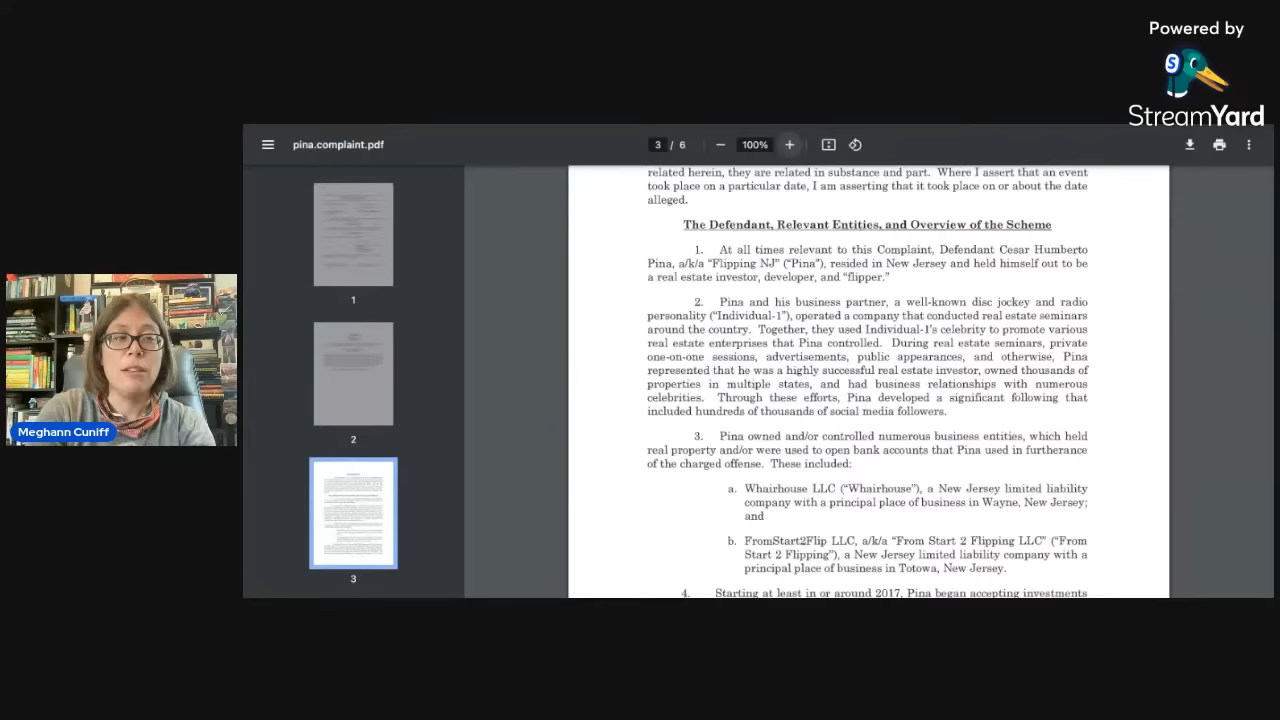 Powered by
StreamYard
pina.complaint.pdf
3 / 6
100%
related herein, they are related in substance and part. Where I assert that an event
took place on a particular date, I am asserting that it took place on or about the date
alleged.
The Defendant, Relevant Entities, and Overview of the Scheme
1. At all times relevant to this Complaint, Defendant Cesar Humberto
Pina, a/k/a “Flipping NJ” (“Pina”), resided in New Jersey and held himself out to be
a real estate investor, developer, and “flipper.”
2. Pina and his business partner, a well-known disc jockey and radio
personality (“Individual-1”), operated a company that conducted real estate seminars
around the country. Together, they used Individual-1’s celebrity to promote various
real estate enterprises that Pina controlled. During real estate seminars, private
one-on-one sessions, advertisements, public appearances, and otherwise, Pina
represented that he was a highly successful real estate investor, owned thousands of
properties in multiple states, and had business relationships with numerous
celebrities. Through these efforts, Pina developed a significant following that
included hundreds of thousands of social media followers.
3. Pina owned and/or controlled numerous business entities, which held
real property and/or were used to open bank accounts that Pina used in furtherance
of the charged offense. These included:
a. Whairhouse LLC (“Whairhouse”), a New Jersey limited liability
company with a principal place of business in Wayne, New Jersey;
and
b. FromStart2Flip LLC, a/k/a “From Start 2 Flipping LLC” (“From
Start 2 Flipping”), a New Jersey limited liability company with a
principal place of business in Totowa, New Jersey.
4. Starting at least in or around 2017, Pina began accepting investments
1
2
3
Meghann Cuniff